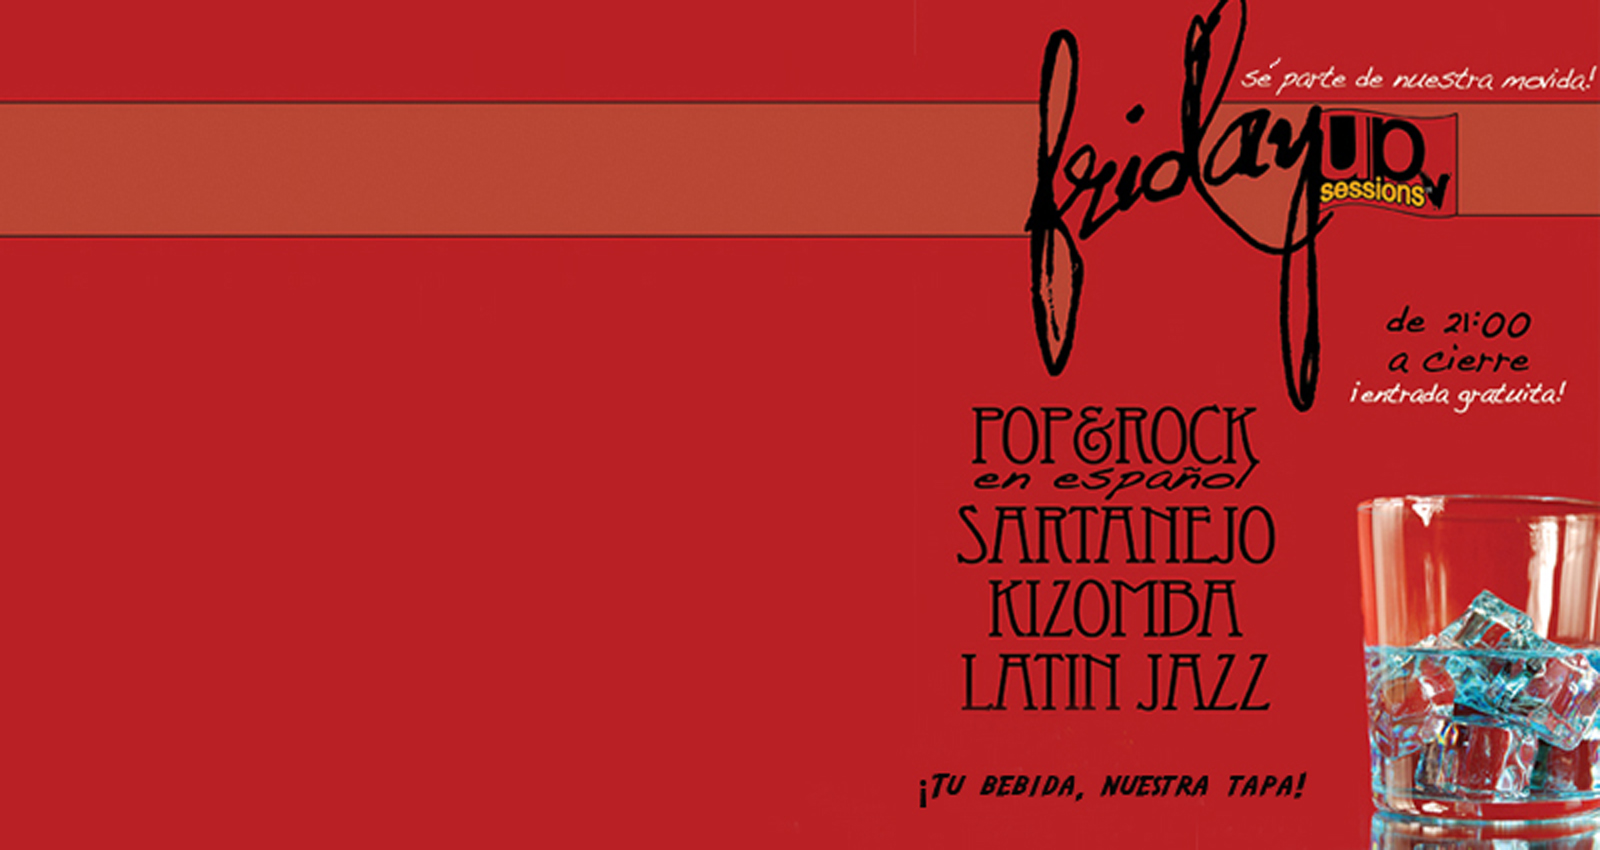 sé parte de nuestra movida!
friday up
sessions
de 21:00
a cierre
¡entrada gratuita!
POP&ROCK
en español
SARTANEJO
KIZOMBA
LATIN JAZZ
¡TU BEBIDA, NUESTRA TAPA!